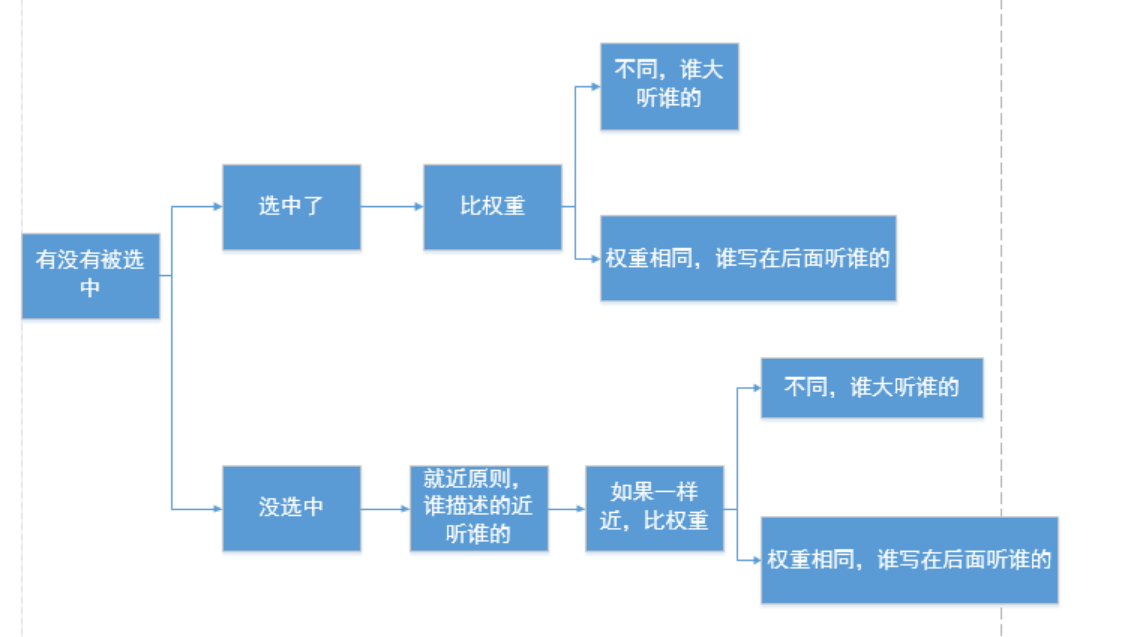 不同，谁大
听谁的
选中了
比权重
权重相同，谁写在后面听谁的
有没有被选
中
不同，谁大听谁的
没选中
就近原则，
谁描述的近
听谁的
如果一样
近，比权重
权重相同，谁写在后面听谁的